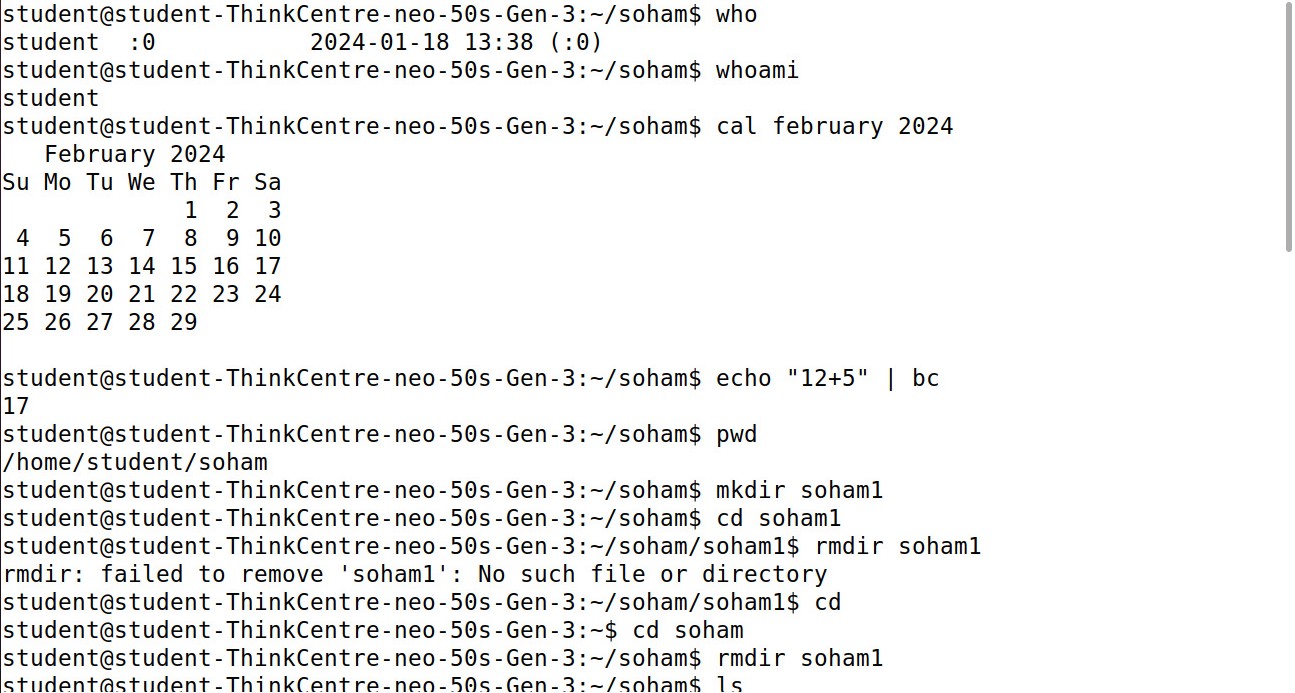 student@student-ThinkCentre-neo-50s-Gen-3:~/soham$ who
student  :0           2024-01-18 13:38 (:0)
student@student-ThinkCentre-neo-50s-Gen-3:~/soham$ whoami
student
student@student-ThinkCentre-neo-50s-Gen-3:~/soham$ cal february 2024
   February 2024
Su Mo Tu We Th Fr Sa
             1  2  3
 4  5  6  7  8  9 10
11 12 13 14 15 16 17
18 19 20 21 22 23 24
25 26 27 28 29

student@student-ThinkCentre-neo-50s-Gen-3:~/soham$ echo "12+5" | bc
17
student@student-ThinkCentre-neo-50s-Gen-3:~/soham$ pwd
/home/student/soham
student@student-ThinkCentre-neo-50s-Gen-3:~/soham$ mkdir soham1
student@student-ThinkCentre-neo-50s-Gen-3:~/soham$ cd soham1
student@student-ThinkCentre-neo-50s-Gen-3:~/soham/soham1$ rmdir soham1
rmdir: failed to remove 'soham1': No such file or directory
student@student-ThinkCentre-neo-50s-Gen-3:~/soham/soham1$ cd
student@student-ThinkCentre-neo-50s-Gen-3:~$ cd soham
student@student-ThinkCentre-neo-50s-Gen-3:~/soham$ rmdir soham1
student@student-ThinkCentre-neo-50s-Gen-3:~/soham$ ls